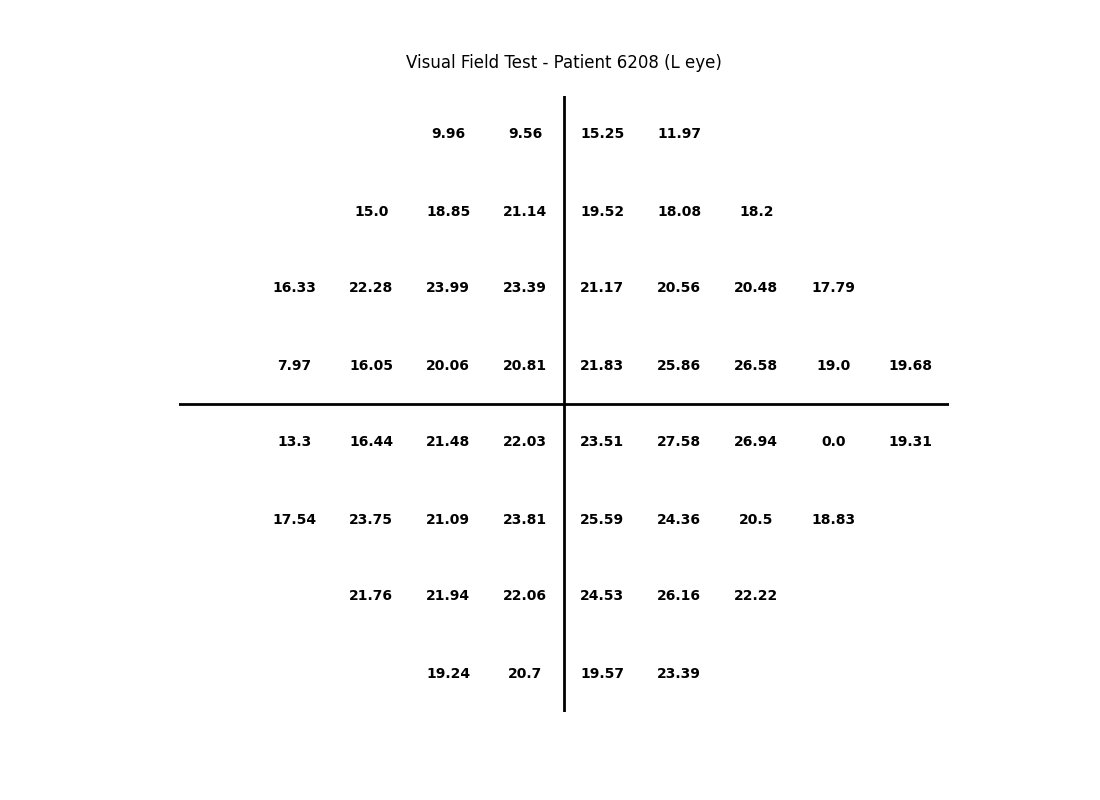 Visual Field Test - Patient 6208 (L eye)
9.96 9.56 15.25 11.97
15.0 18.85 21.14 19.52 18.08 18.2
16.33 22.28 23.99 23.39 21.17 20.56 20.48 17.79
7.97 16.05 20.06 20.81 21.83 25.86 26.58 19.0 19.68
13.3 16.44 21.48 22.03 23.51 27.58 26.94 0.0 19.31
17.54 23.75 21.09 23.81 25.59 24.36 20.5 18.83
21.76 21.94 22.06 24.53 26.16 22.22
19.24 20.7 19.57 23.39